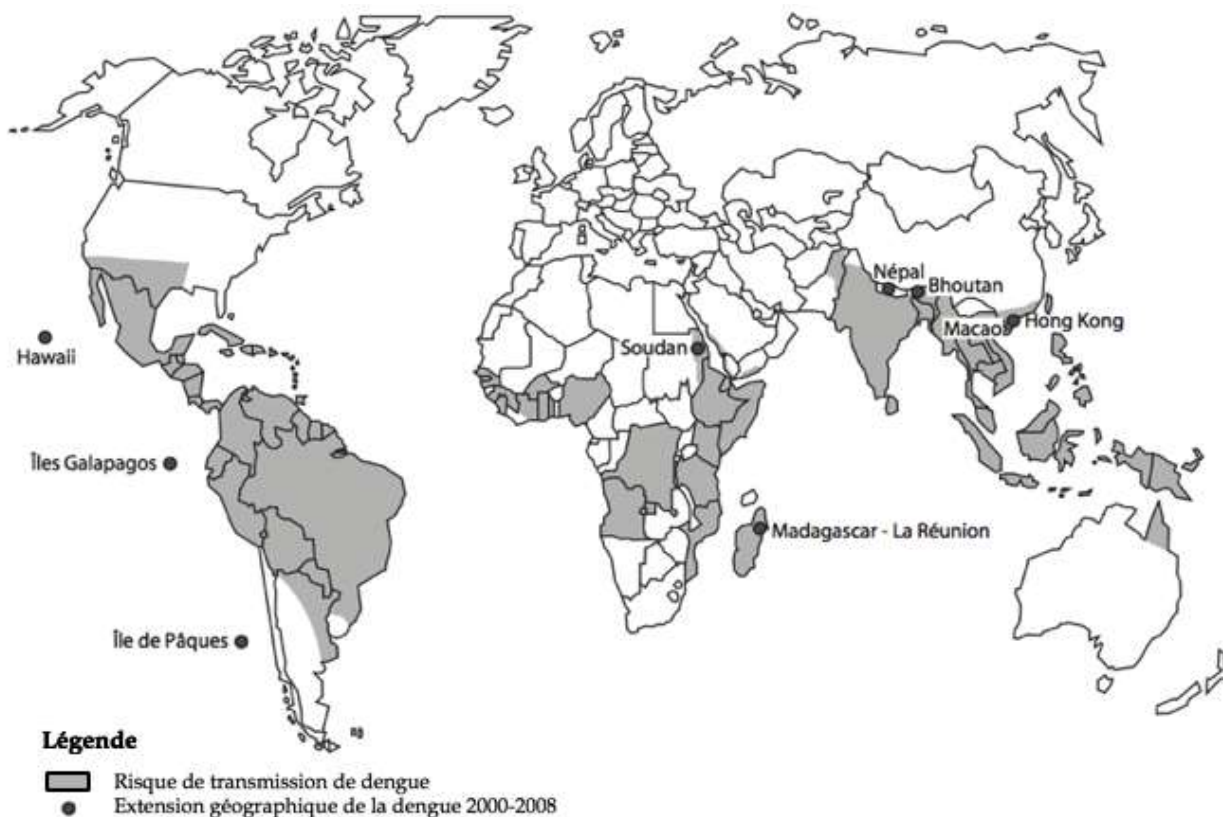 Népal
Bhoutan
Macao
Hong Kong
Hawaii
Soudan
Îles Galapagos
Madagascar - La Réunion
Île de Pâques
Légende
Risque de transmission de dengue
Extension géographique de la dengue 2000-2008